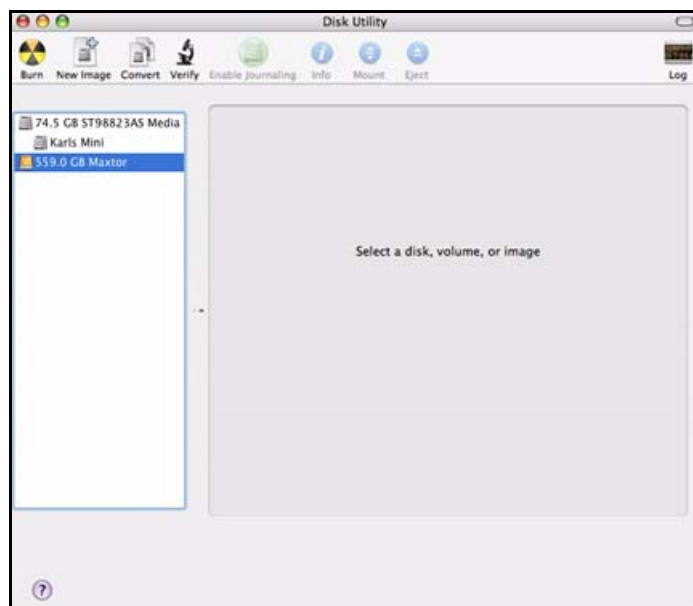 Disk Utility
Burn New Image Convert Verify Enable Journaling Info Mount Eject Log
74.5 GB ST98823AS Media
Karls Mini
559.0 GB Maxtor
Select a disk, volume, or image
?